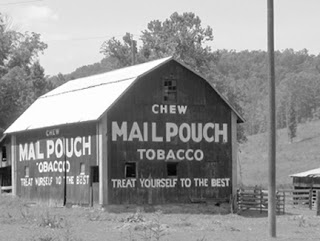 CHEW
MAIL POUCH
TOBACCO
TREAT YOURSELF TO THE BEST
CHEW
MAIL POUCH
TOBACCO
TREAT YOURSELF TO THE BEST